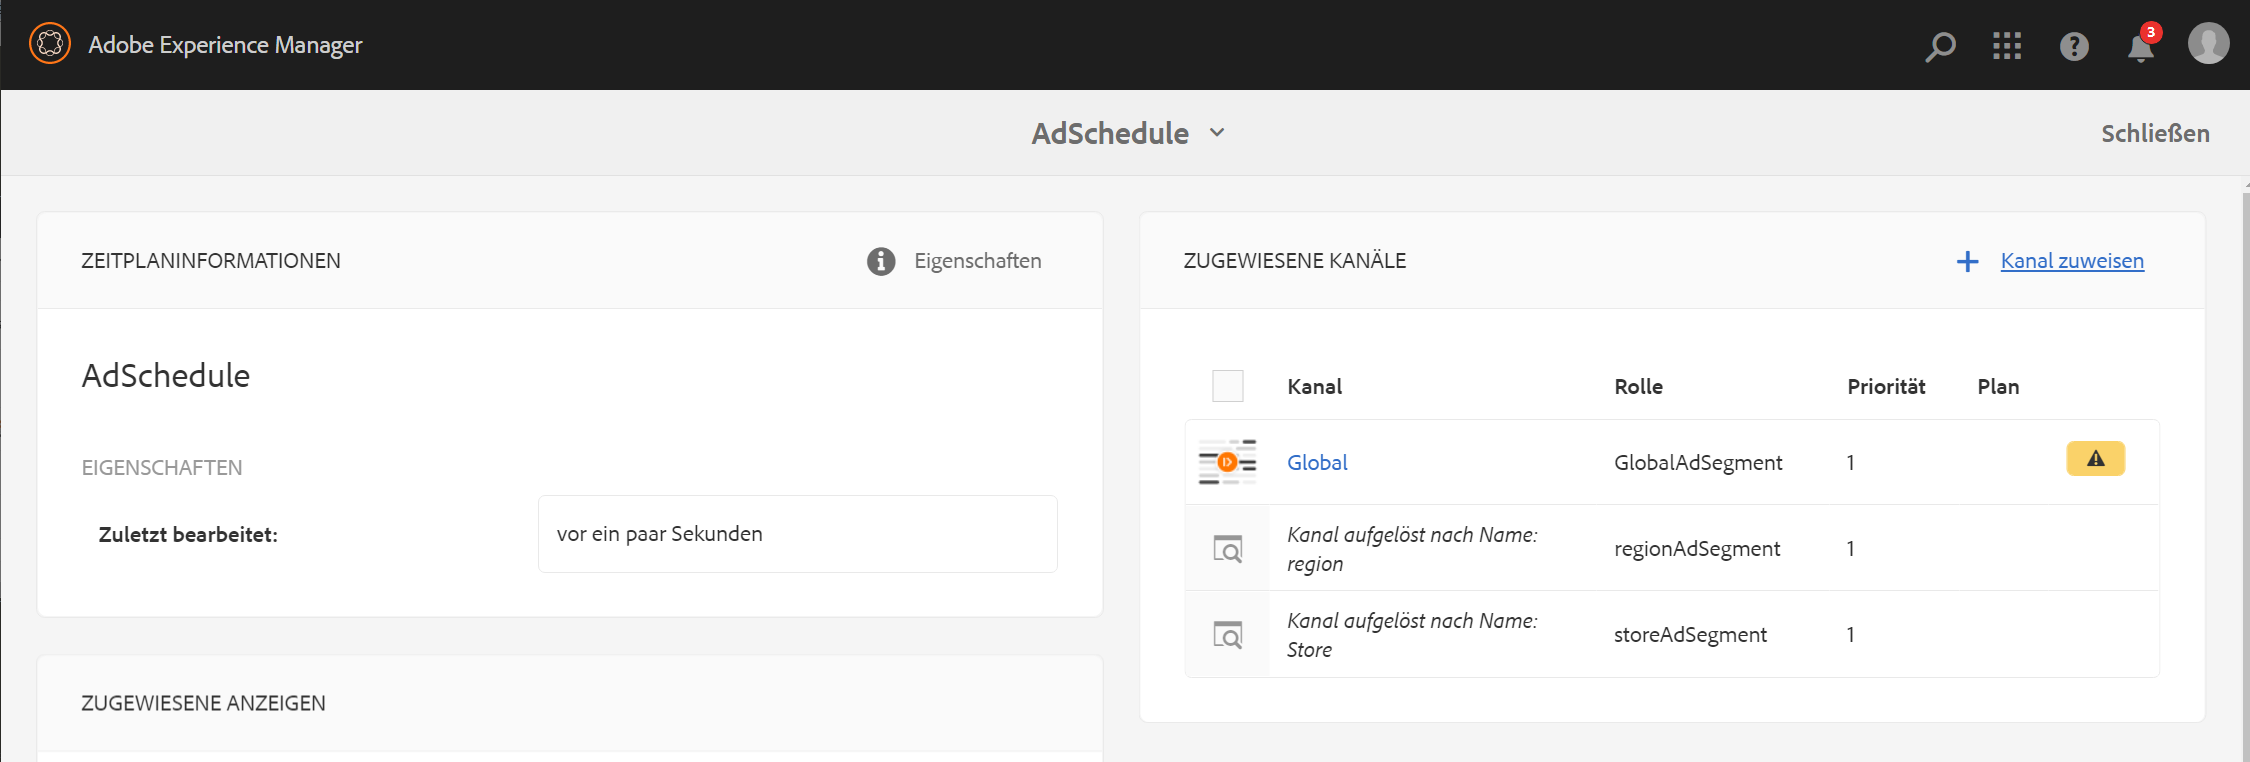 Adobe Experience Manager
3
AdSchedule
Schließen
ZEITPLANINFORMATIONEN
Eigenschaften
AdSchedule
EIGENSCHAFTEN
Zuletzt bearbeitet:
vor ein paar Sekunden
ZUGEWIESENE ANZEIGEN
ZUGEWIESENE KANÄLE
Kanal zuweisen
Kanal Rolle Priorität Plan
Global GlobalAdSegment 1
Kanal aufgelöst nach Name:
region
regionAdSegment 1
Kanal aufgelöst nach Name:
Store
storeAdSegment 1